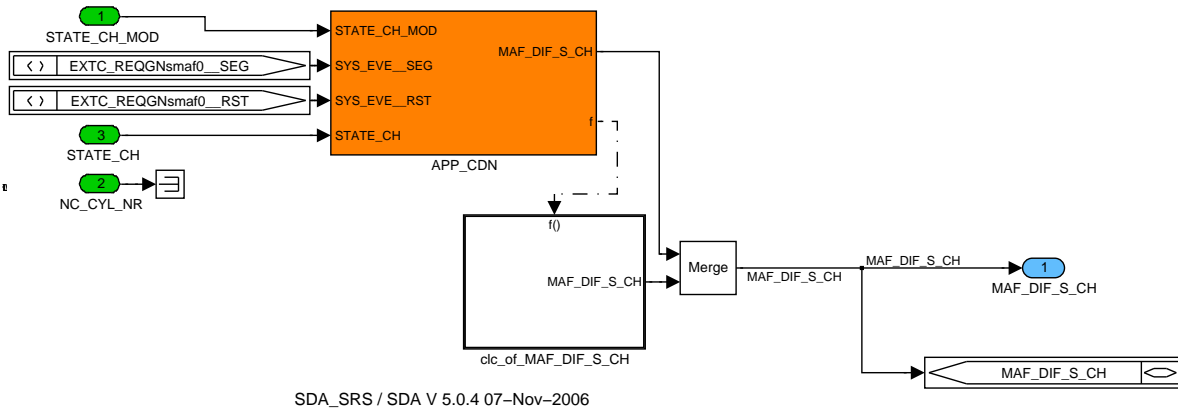 1
STATE_CH_MOD
STATE_CH_MOD
MAF_DIF_S_CH
EXTC_REQGNsmaf0__SEG
SYS_EVE__SEG
EXTC_REQGNsmaf0__RST
SYS_EVE__RST
f
3
STATE_CH
STATE_CH
APP_CDN
2
NC_CYL_NR
f()
MAF_DIF_S_CH
clc_of_MAF_DIF_S_CH
Merge
MAF_DIF_S_CH
MAF_DIF_S_CH
1
MAF_DIF_S_CH
MAF_DIF_S_CH
SDA_SRS / SDA V 5.0.4 07−Nov−2006